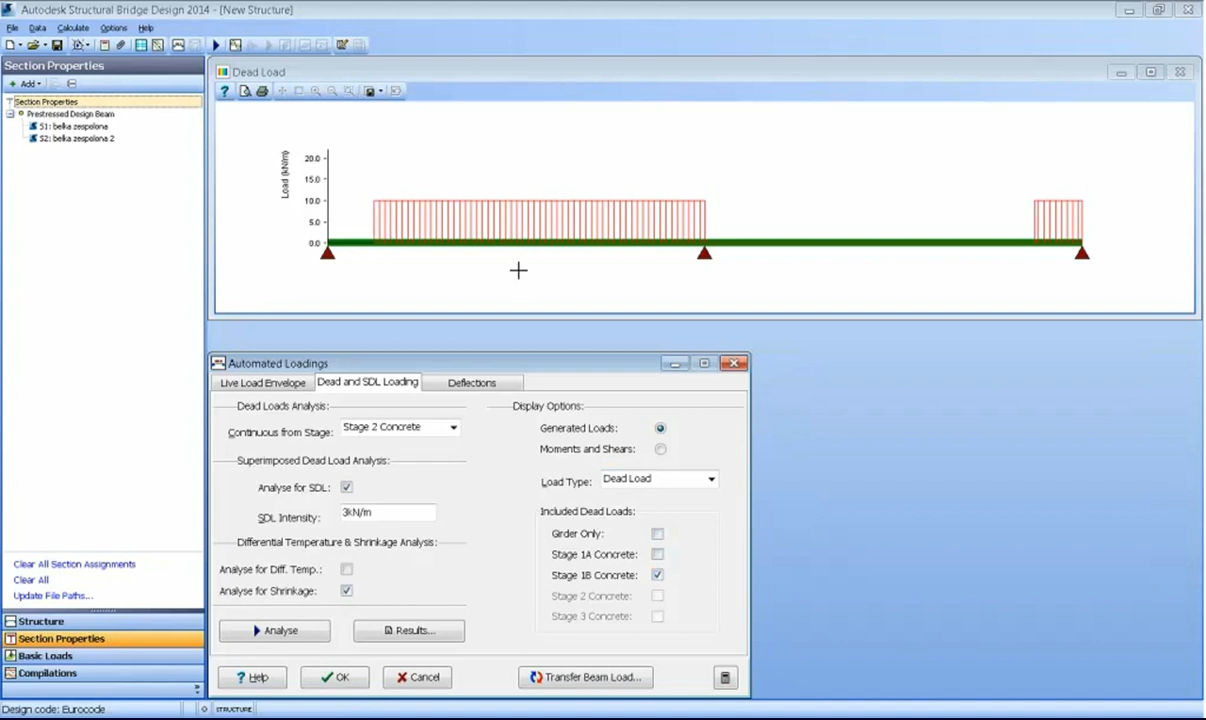 Autodesk Structural Bridge Design 2014 - [New Structure]
File Data Calculate Options Help
Section Properties
Add
Section Properties
Prestressed Design Beam
S1: belka zespolona
S2: belka zespolona 2
Clear All Section Assignments
Clear All
Update File Paths...
Structure
Section Properties
Basic Loads
Compilations
»
Design code: Eurocode
STRUCTURE
Dead Load
?
Load (kN/m)
20.0
15.0
10.0
5.0
0.0
Automated Loadings
Live Load Envelope Dead and SDL Loading Deflections
Dead Loads Analysis:
Continuous from Stage: Stage 2 Concrete
Superimposed Dead Load Analysis:
Analyse for SDL:
SDL Intensity: 3kN/m
Differential Temperature & Shrinkage Analysis:
Analyse for Diff. Temp.:
Analyse for Shrinkage:
Analyse Results...
Display Options:
Generated Loads:
Moments and Shears:
Load Type: Dead Load
Included Dead Loads:
Girder Only:
Stage 1A Concrete:
Stage 1B Concrete:
Stage 2 Concrete:
Stage 3 Concrete:
? Help OK Cancel Transfer Beam Load...